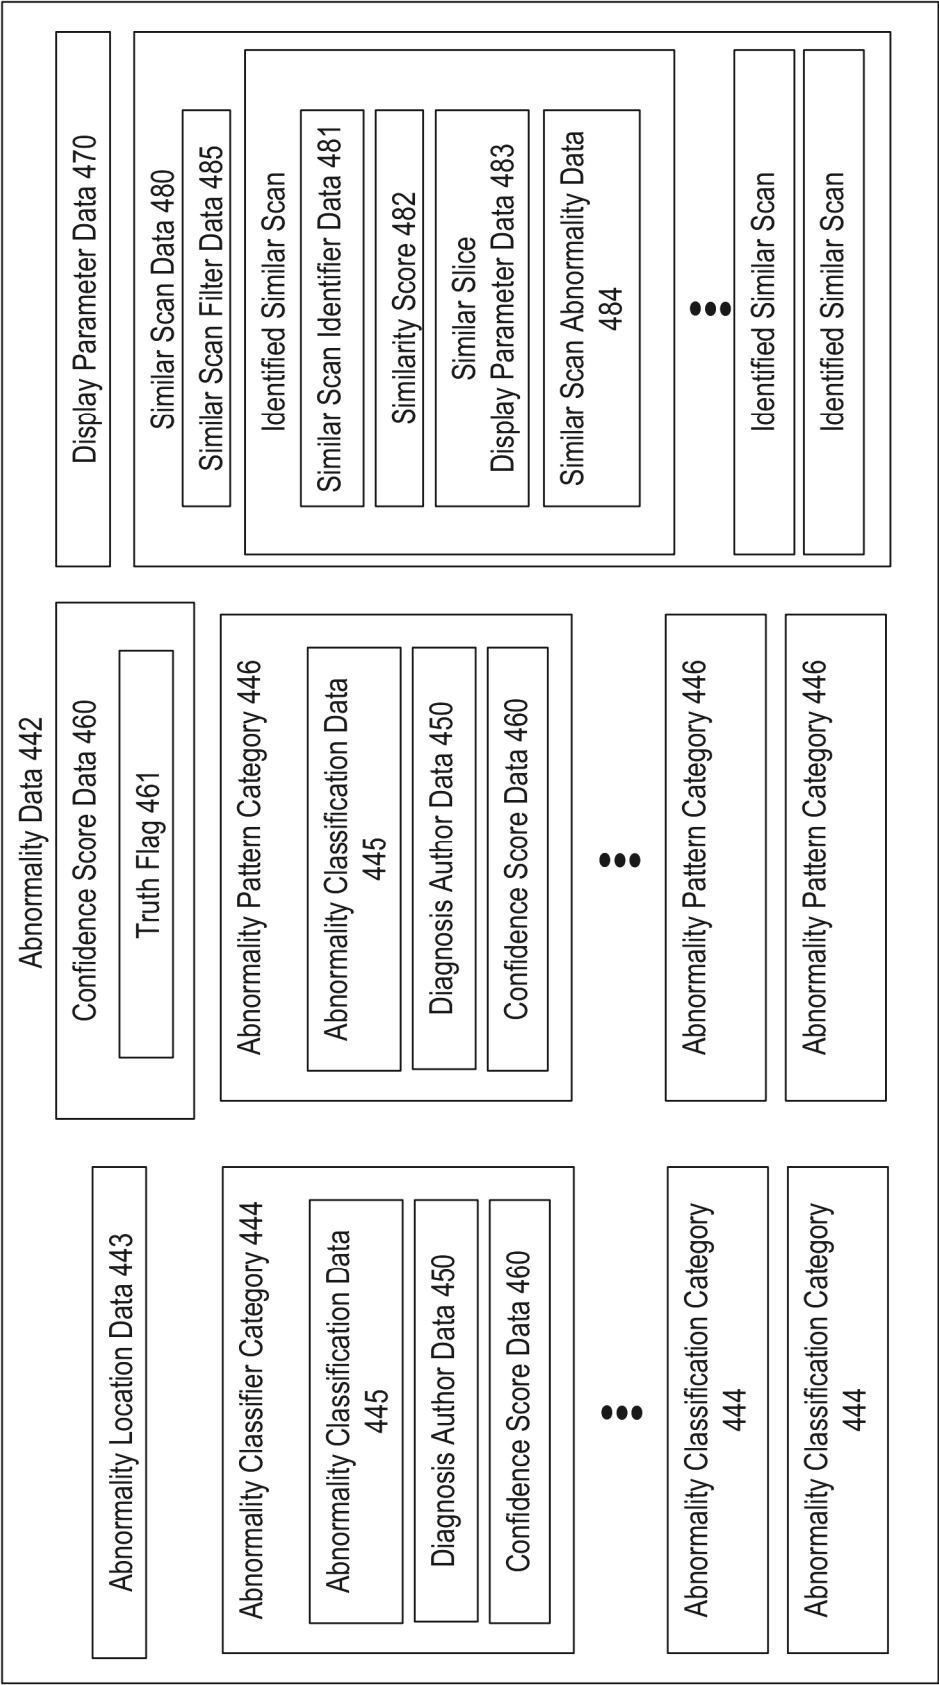 Abnormality Data 442
Abnormality Location Data 443
Abnormality Classifier Category 444
Abnormality Classification Data
445
Diagnosis Author Data 450
Confidence Score Data 460
Abnormality Classification Category
444
Abnormality Classification Category
444
Confidence Score Data 460
Truth Flag 461
Abnormality Pattern Category 446
Abnormality Classification Data
445
Diagnosis Author Data 450
Confidence Score Data 460
Abnormality Pattern Category 446
Abnormality Pattern Category 446
Display Parameter Data 470
Similar Scan Data 480
Similar Scan Filter Data 485
Identified Similar Scan
Similar Scan Identifier Data 481
Similarity Score 482
Similar Slice
Display Parameter Data 483
Similar Scan Abnormality Data
484
Identified Similar Scan
Identified Similar Scan